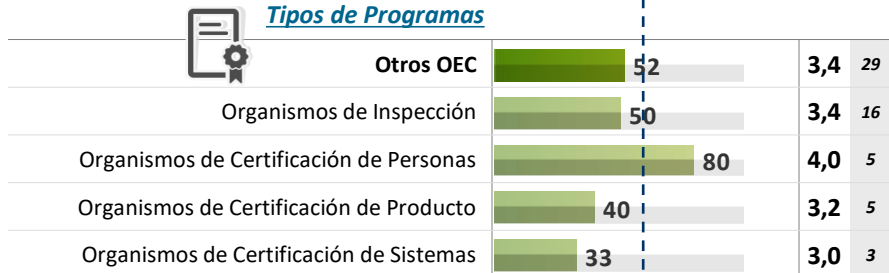 Tipos de Programas
Otros OEC 52 3,4 29
Organismos de Inspección 50 3,4 16
Organismos de Certificación de Personas 80 4,0 5
Organismos de Certificación de Producto 40 3,2 5
Organismos de Certificación de Sistemas 33 3,0 3